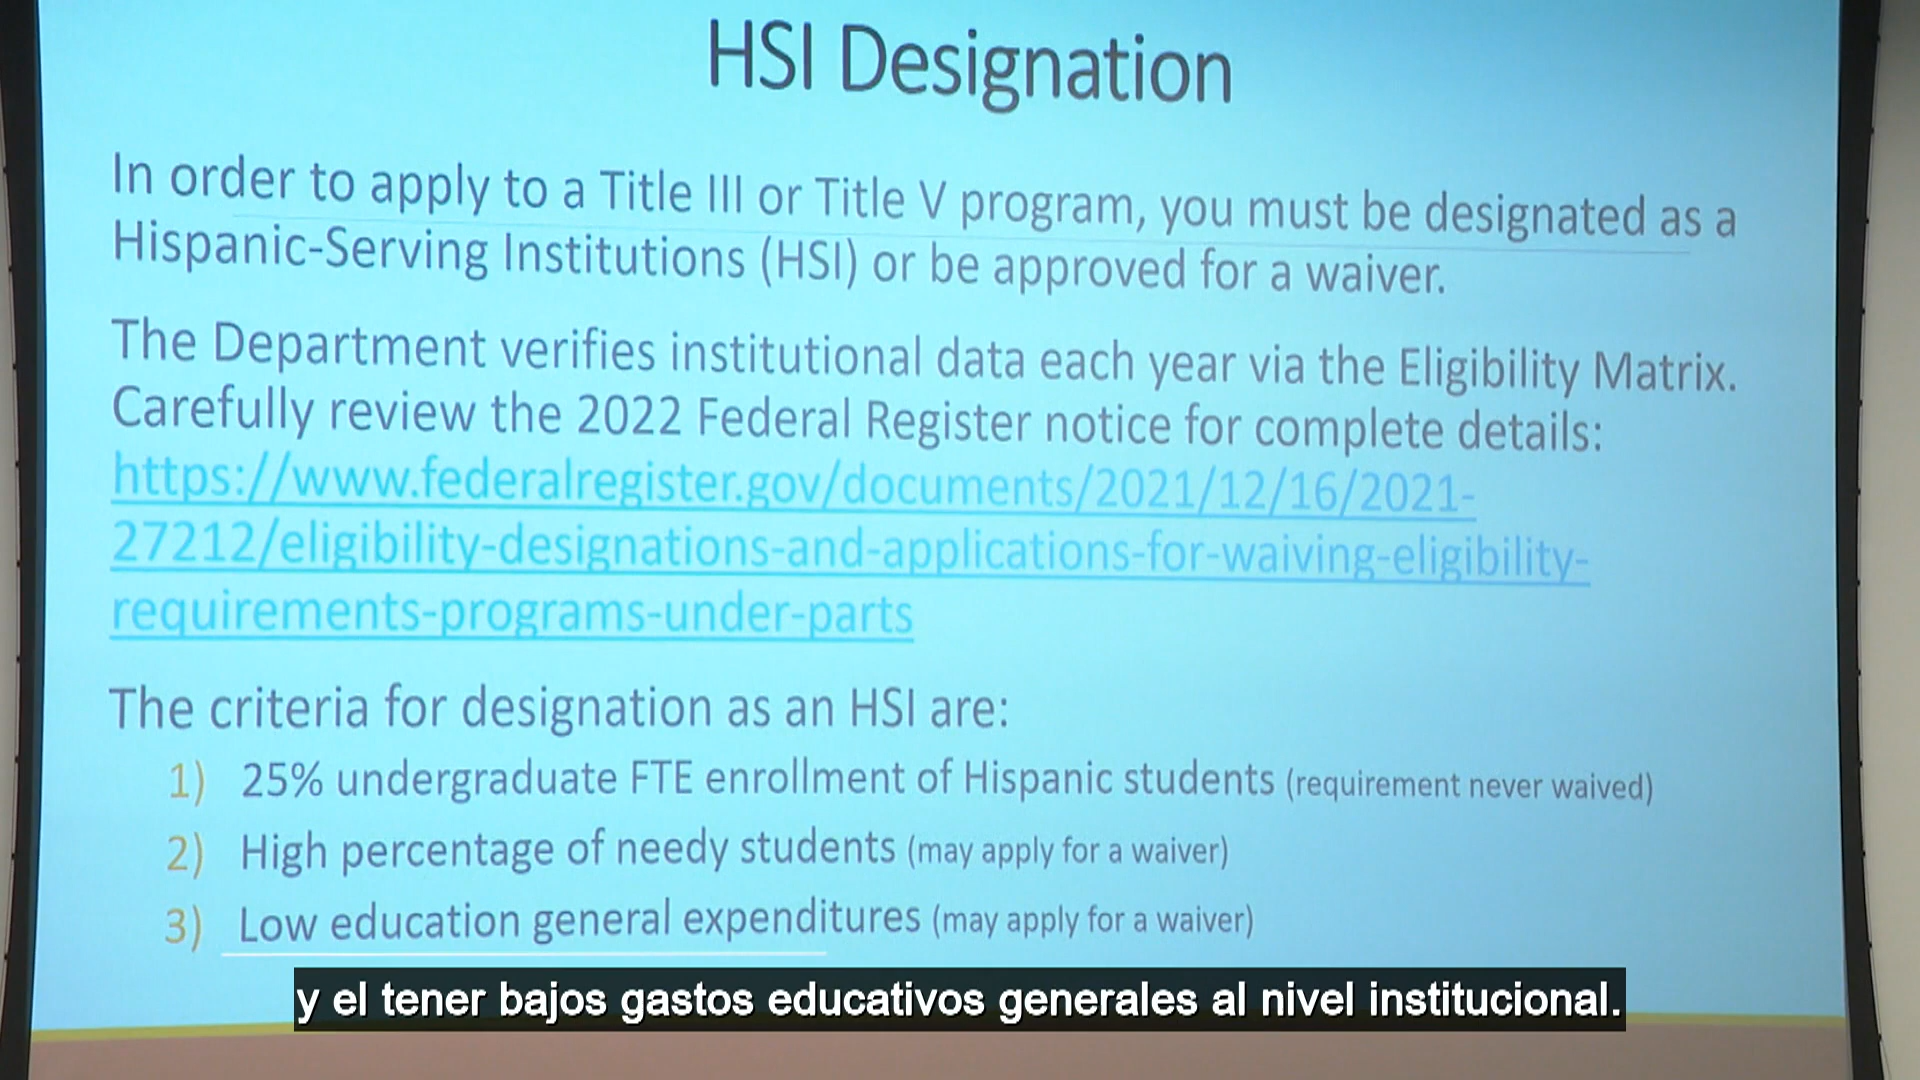 HSI Designation
In order to apply to a Title III or Title V program, you must be designated as a
Hispanic-Serving Institutions (HSI) or be approved for a waiver.
The Department verifies institutional data each year via the Eligibility Matrix.
Carefully review the 2022 Federal Register notice for complete details:
https://www.federalregister.gov/documents/2021/12/16/2021-
27212/eligibility-designations-and-applications-for-waiving-eligibility-
requirements-programs-under-parts
The criteria for designation as an HSI are:
1) 25% undergraduate FTE enrollment of Hispanic students (requirement never waived)
2) High percentage of needy students (may apply for a waiver)
3) Low education general expenditures (may apply for a waiver)
y el tener bajos gastos educativos generales al nivel institucional.